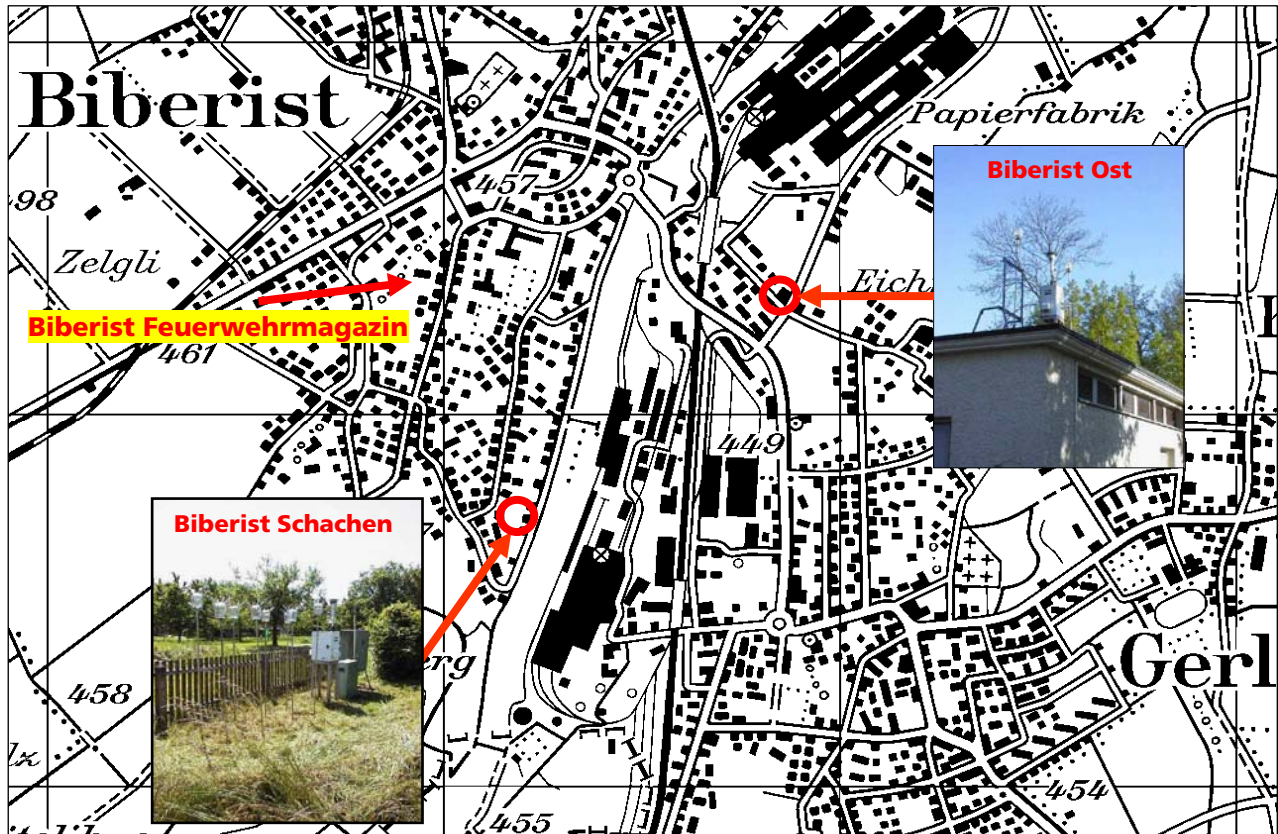 Biberist
Papierfabrik
Biberist Ost
457
98
Zelgli
Eich
Biberist Feuerwehrmagazin
461
449
Biberist Schachen
erg
Gerl
458
lz
454
455